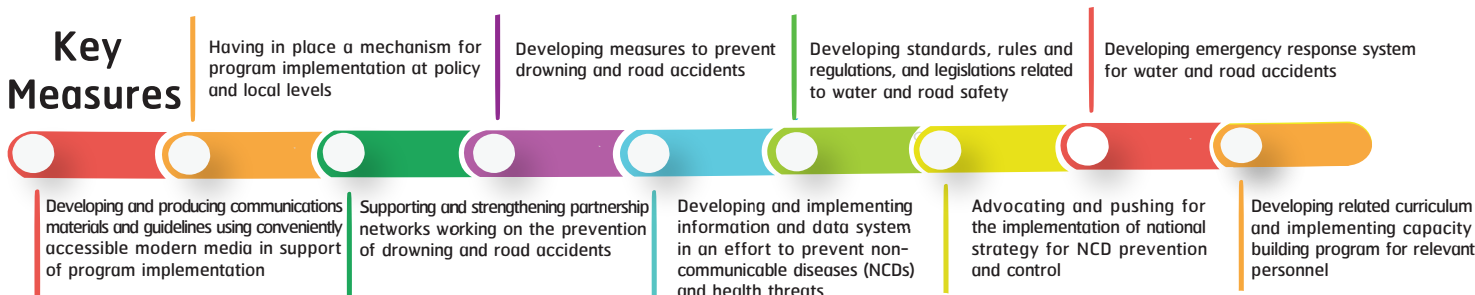 Key
Measures
Having in place a mechanism for
program implementation at policy
and local levels
Developing measures to prevent
drowning and road accidents
Developing standards, rules and
regulations, and legislations related
to water and road safety
Developing emergency response system
for water and road accidents
Developing and producing communications
materials and guidelines using conveniently
accessible modern media in support
of program implementation
Supporting and strengthening partnership
networks working on the prevention
of drowning and road accidents
Developing and implementing
information and data system
in an effort to prevent non-
communicable diseases (NCDs)
and health threats
Advocating and pushing for
the implementation of national
strategy for NCD prevention
and control
Developing related curriculum
and implementing capacity
building program for relevant
personnel